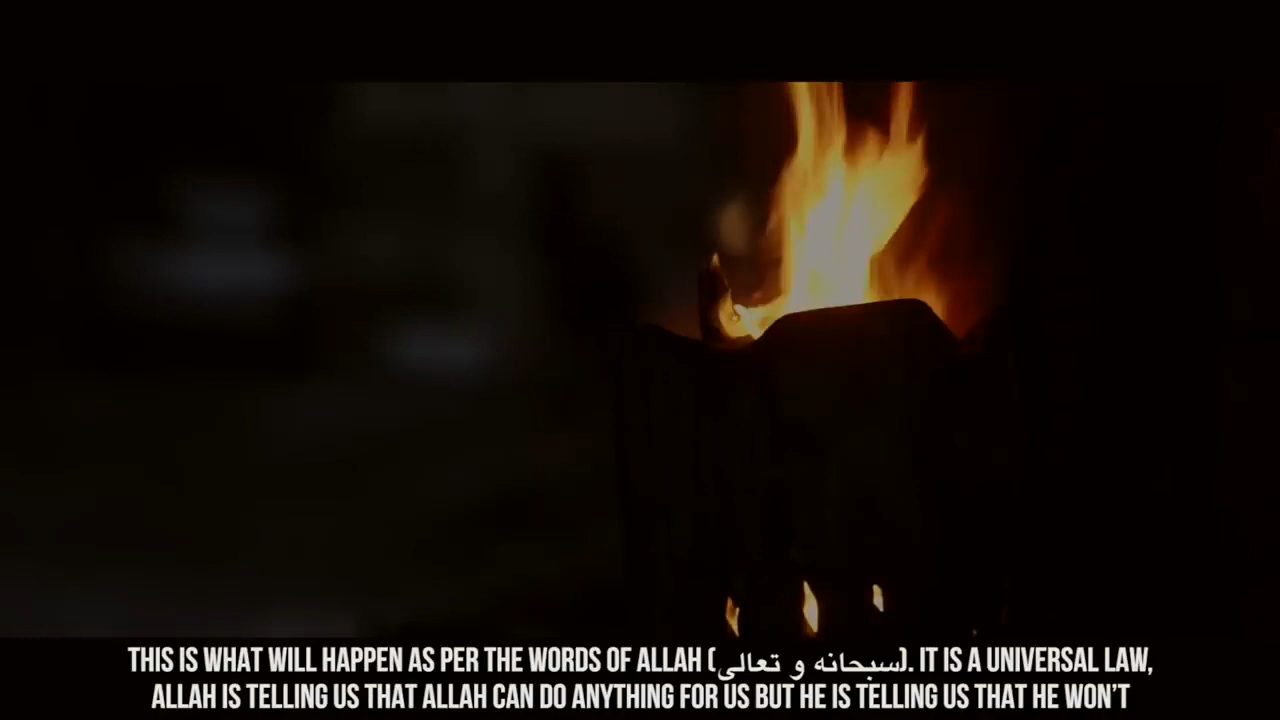 THIS IS WHAT WILL HAPPEN AS PER THE WORDS OF ALLAH (سبحانه و تعالى). IT IS A UNIVERSAL LAW,
ALLAH IS TELLING US THAT ALLAH CAN DO ANYTHING FOR US BUT HE IS TELLING US THAT HE WON'T